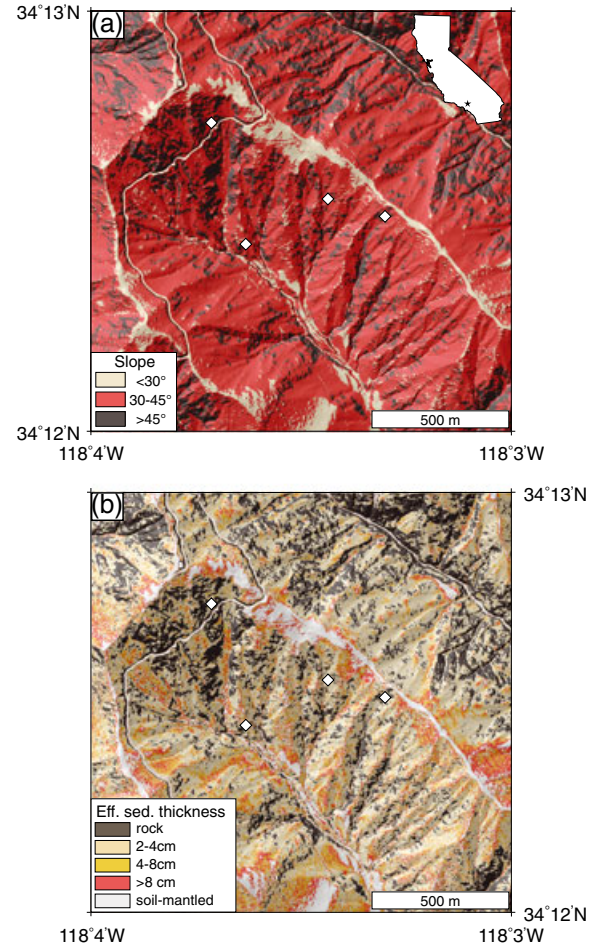 (a)
34°13'N
Slope
<30°
30-45°
>45°
500 m
34°12'N
118°4'W
118°3'W
(b)
34°13'N
Eff. sed. thickness
rock
2-4cm
4-8cm
>8 cm
soil-mantled
500 m
34°12'N
118°4'W
118°3'W